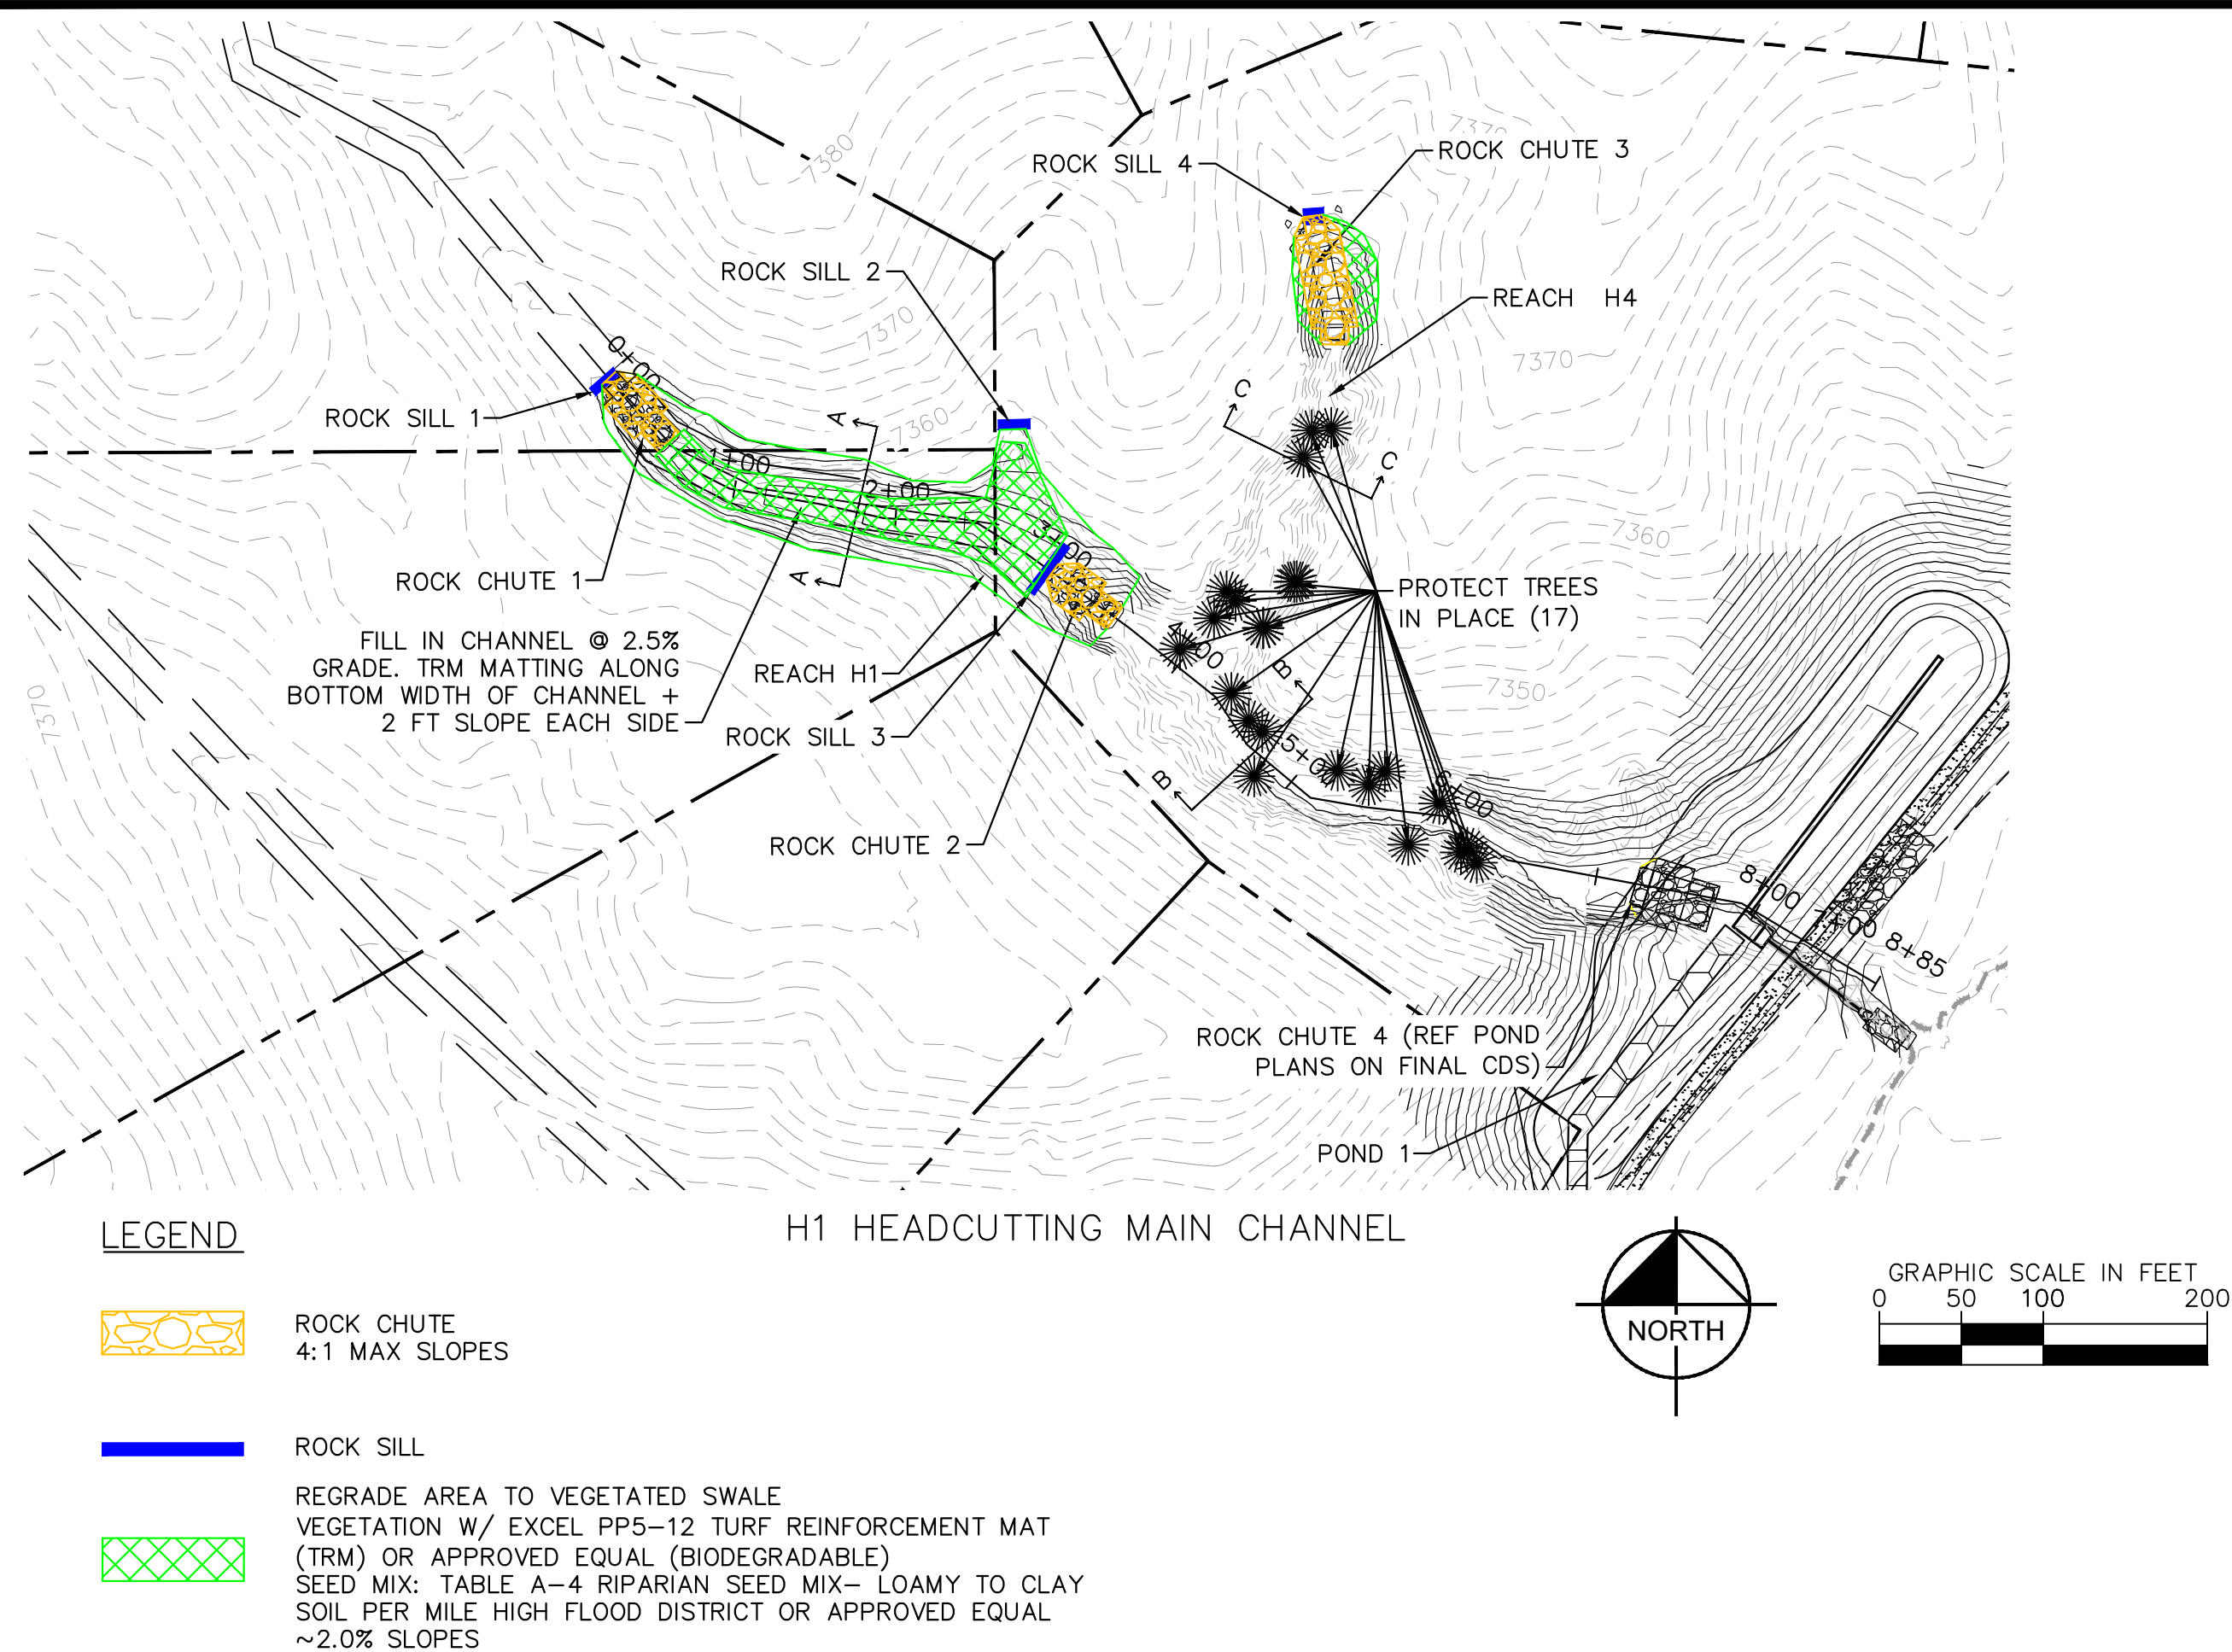 7380
7370
ROCK SILL 4
ROCK CHUTE 3
ROCK SILL 2
7370
REACH H4
7370
0+00
C
ROCK SILL 1
A
7360
C
1+00
2+00
7360
3+00
ROCK CHUTE 1
A
PROTECT TREES
IN PLACE (17)
4+00
FILL IN CHANNEL @ 2.5%
GRADE. TRM MATTING ALONG
BOTTOM WIDTH OF CHANNEL +
2 FT SLOPE EACH SIDE
REACH H1
B
7350
7370
ROCK SILL 3
5+00
B
6+00
ROCK CHUTE 2
8+00
7+00
8+85
ROCK CHUTE 4 (REF POND
PLANS ON FINAL CDS)
POND 1
H1 HEADCUTTING MAIN CHANNEL
LEGEND
ROCK CHUTE
4:1 MAX SLOPES
ROCK SILL
REGRADE AREA TO VEGETATED SWALE
VEGETATION W/ EXCEL PP5-12 TURF REINFORCEMENT MAT
(TRM) OR APPROVED EQUAL (BIODEGRADABLE)
SEED MIX: TABLE A-4 RIPARIAN SEED MIX- LOAMY TO CLAY
SOIL PER MILE HIGH FLOOD DISTRICT OR APPROVED EQUAL
~2.0% SLOPES
NORTH
GRAPHIC SCALE IN FEET
0 50 100 200